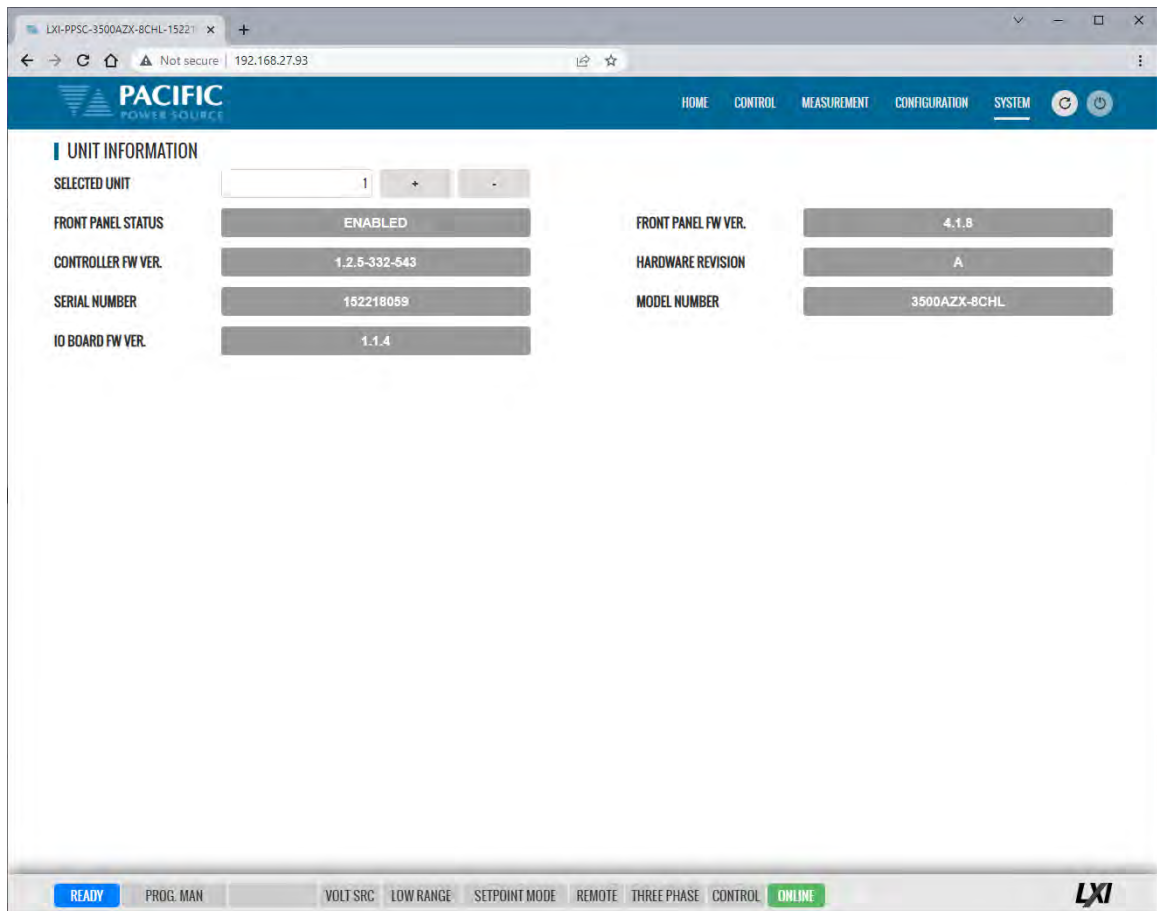 LXI-PPSC-3500AZX-8CHL-15221
Not secure 192.168.27.93
PACIFIC
POWER SOURCE
HOME CONTROL MEASUREMENT CONFIGURATION SYSTEM
UNIT INFORMATION
SELECTED UNIT 1 + -
FRONT PANEL STATUS ENABLED FRONT PANEL FW VER. 4.1.8
CONTROLLER FW VER. 1.2.5-332-543 HARDWARE REVISION A
SERIAL NUMBER 152218059 MODEL NUMBER 3500AZX-8CHL
IO BOARD FW VER. 1.1.4
READY PROG. MAN VOLT SRC LOW RANGE SETPOINT MODE REMOTE THREE PHASE CONTROL ONLINE LXI